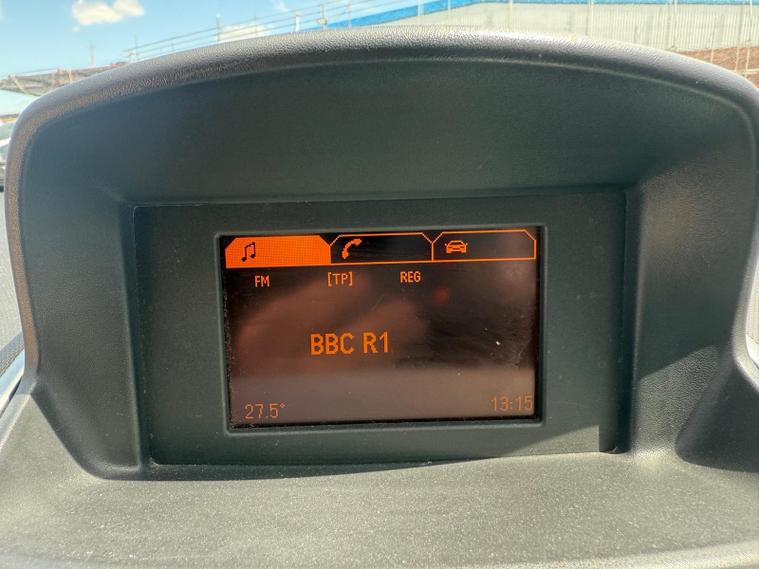 FM [TP] REG
BBC R1
27.5° 13:15